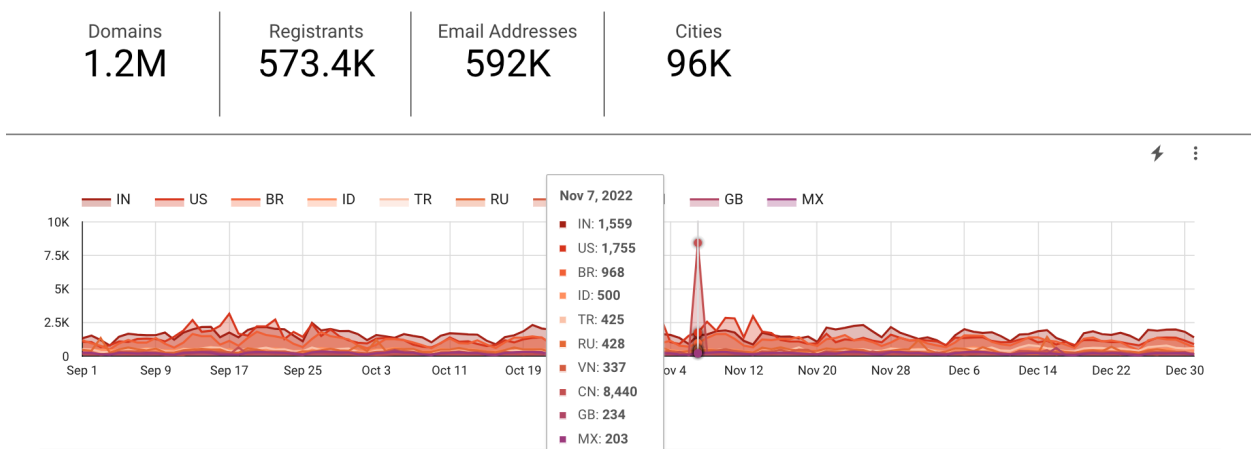 Domains Registrants Email Addresses Cities
1.2M 573.4K 592K 96K
IN US BR ID TR RU GB MX
Nov 7, 2022
IN: 1,559
US: 1,755
BR: 968
ID: 500
TR: 425
RU: 428
VN: 337
CN: 8,440
GB: 234
MX: 203
10K
7.5K
5K
2.5K
0
Sep 1 Sep 9 Sep 17 Sep 25 Oct 3 Oct 11 Oct 19 ov 4 Nov 12 Nov 20 Nov 28 Dec 6 Dec 14 Dec 22 Dec 30